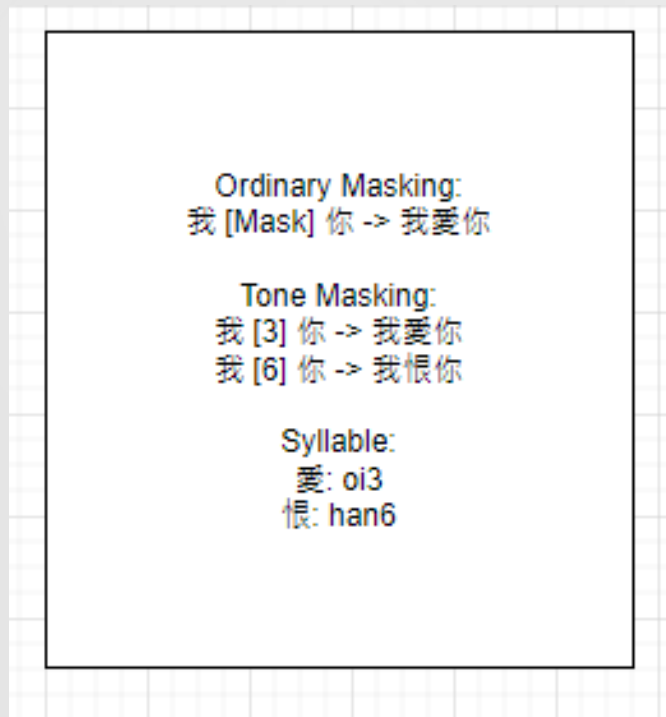 Ordinary Masking:
我 [Mask] 你 -> 我愛你
Tone Masking:
我 [3] 你 -> 我愛你
我 [6] 你 -> 我恨你
Syllable:
愛: oi3
恨: han6